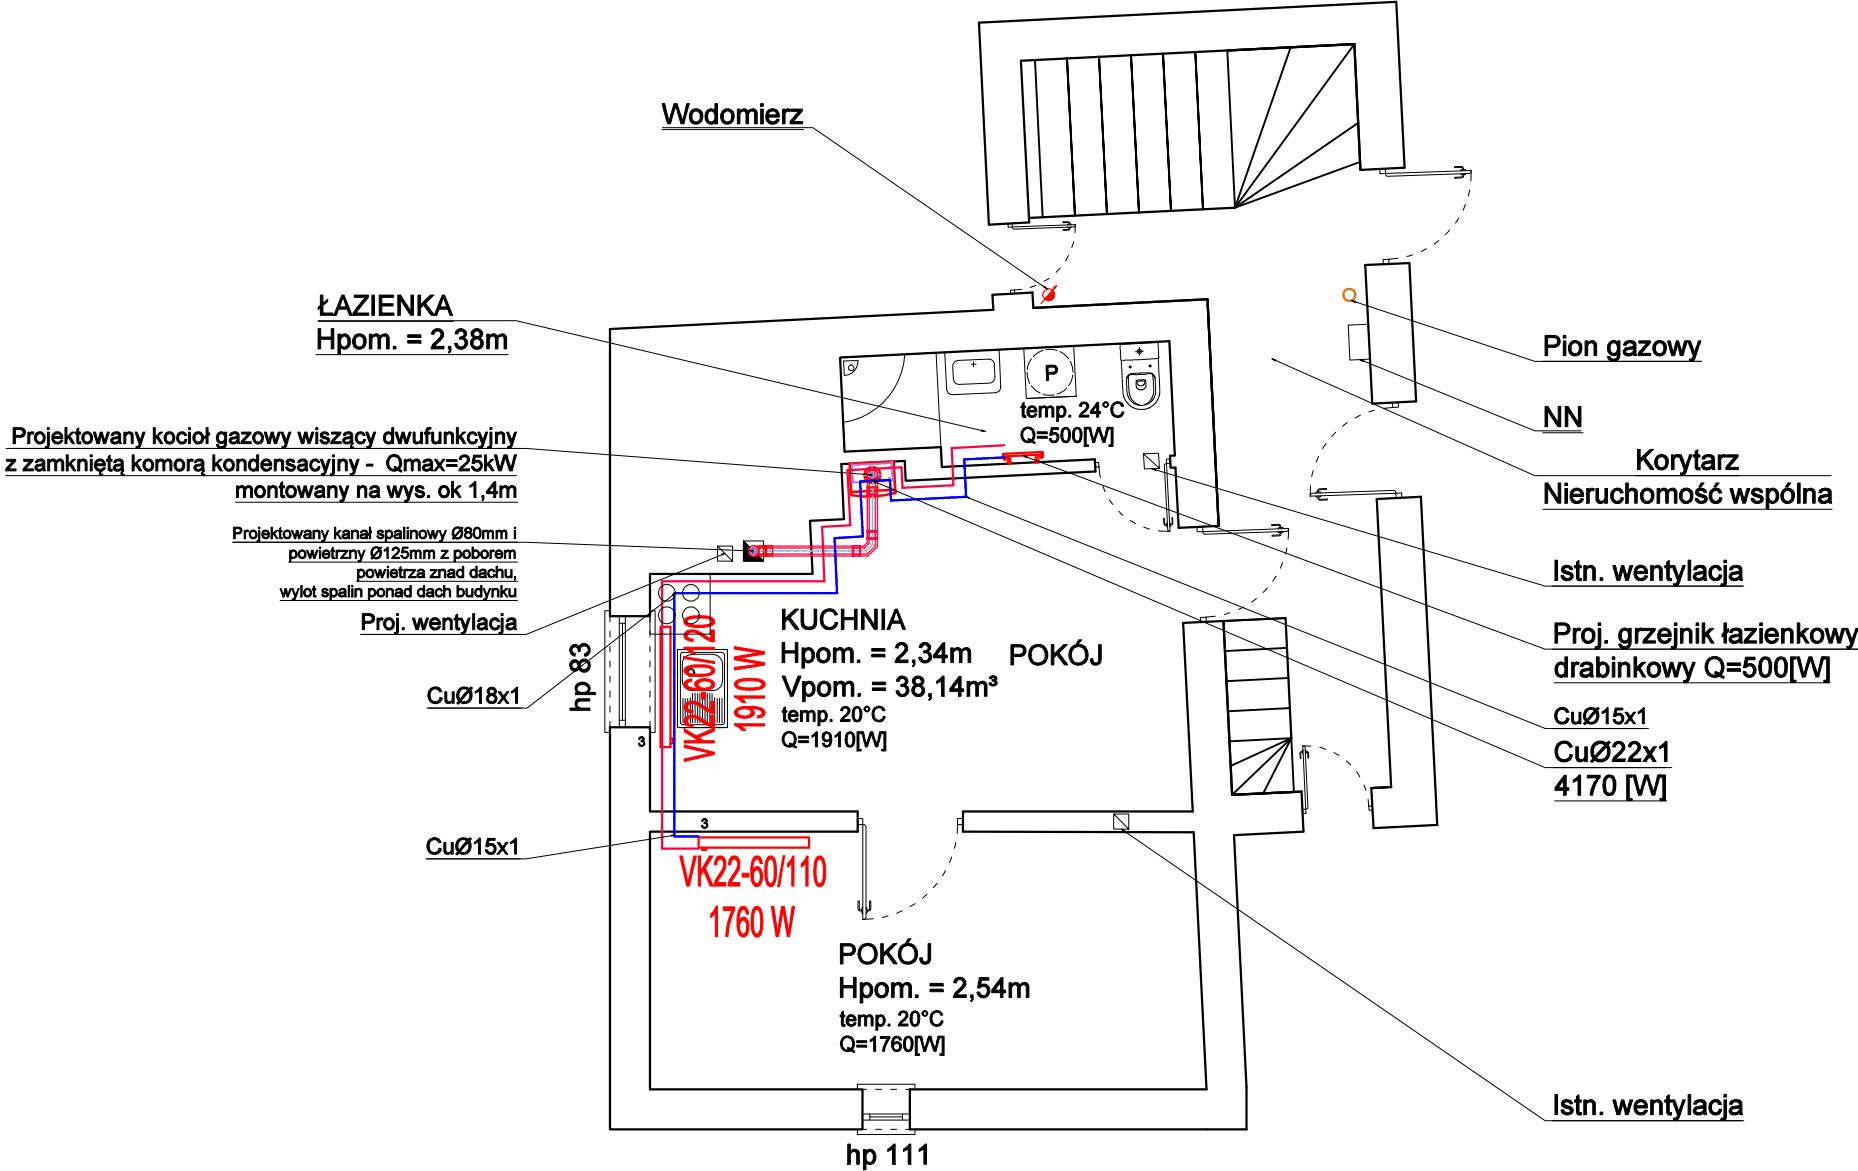 Wodomierz
ŁAZIENKA
Hpom. = 2,38m
Projektowany kocioł gazowy wiszący dwufunkcyjny
z zamkniętą komorą kondensacyjny - Qmax=25kW
montowany na wys. ok 1,4m
Projektowany kanał spalinowy Ø80mm i
powietrzny Ø125mm z poborem
powietrza znad dachu,
wylot spalin ponad dach budynku
Proj. wentylacja
hp 83
CuØ18x1
CuØ15x1
P
temp. 24°C
Q=500[W]
VK22-60/120
1910 W
KUCHNIA
Hpom. = 2,34m
Vpom. = 38,14m³
temp. 20°C
Q=1910[W]
POKÓJ
3
3
VK22-60/110
1760 W
POKÓJ
Hpom. = 2,54m
temp. 20°C
Q=1760[W]
hp 111
Pion gazowy
NN
Korytarz
Nieruchomość wspólna
Istn. wentylacja
Proj. grzejnik łazienkowy
drabinkowy Q=500[W]
CuØ15x1
CuØ22x1
4170 [W]
Istn. wentylacja